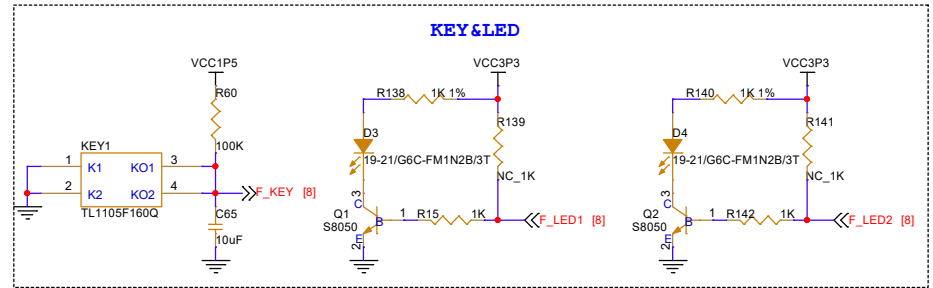 KEY&LED
VCC1P5
R60
100K
KEY1
1
K1
KO1
3
2
K2
KO2
4
TL1105F160Q
F_KEY [8]
C65
10uF
VCC3P3
R138
1K 1%
R139
D3
19-21/G6C-FM1N2B/3T
NC_1K
3
C
Q1
S8050
B
1
R15
1K
F_LED1 [8]
E
2
VCC3P3
R140
1K 1%
R141
D4
19-21/G6C-FM1N2B/3T
NC_1K
3
C
Q2
S8050
B
1
R142
1K
F_LED2 [8]
E
2